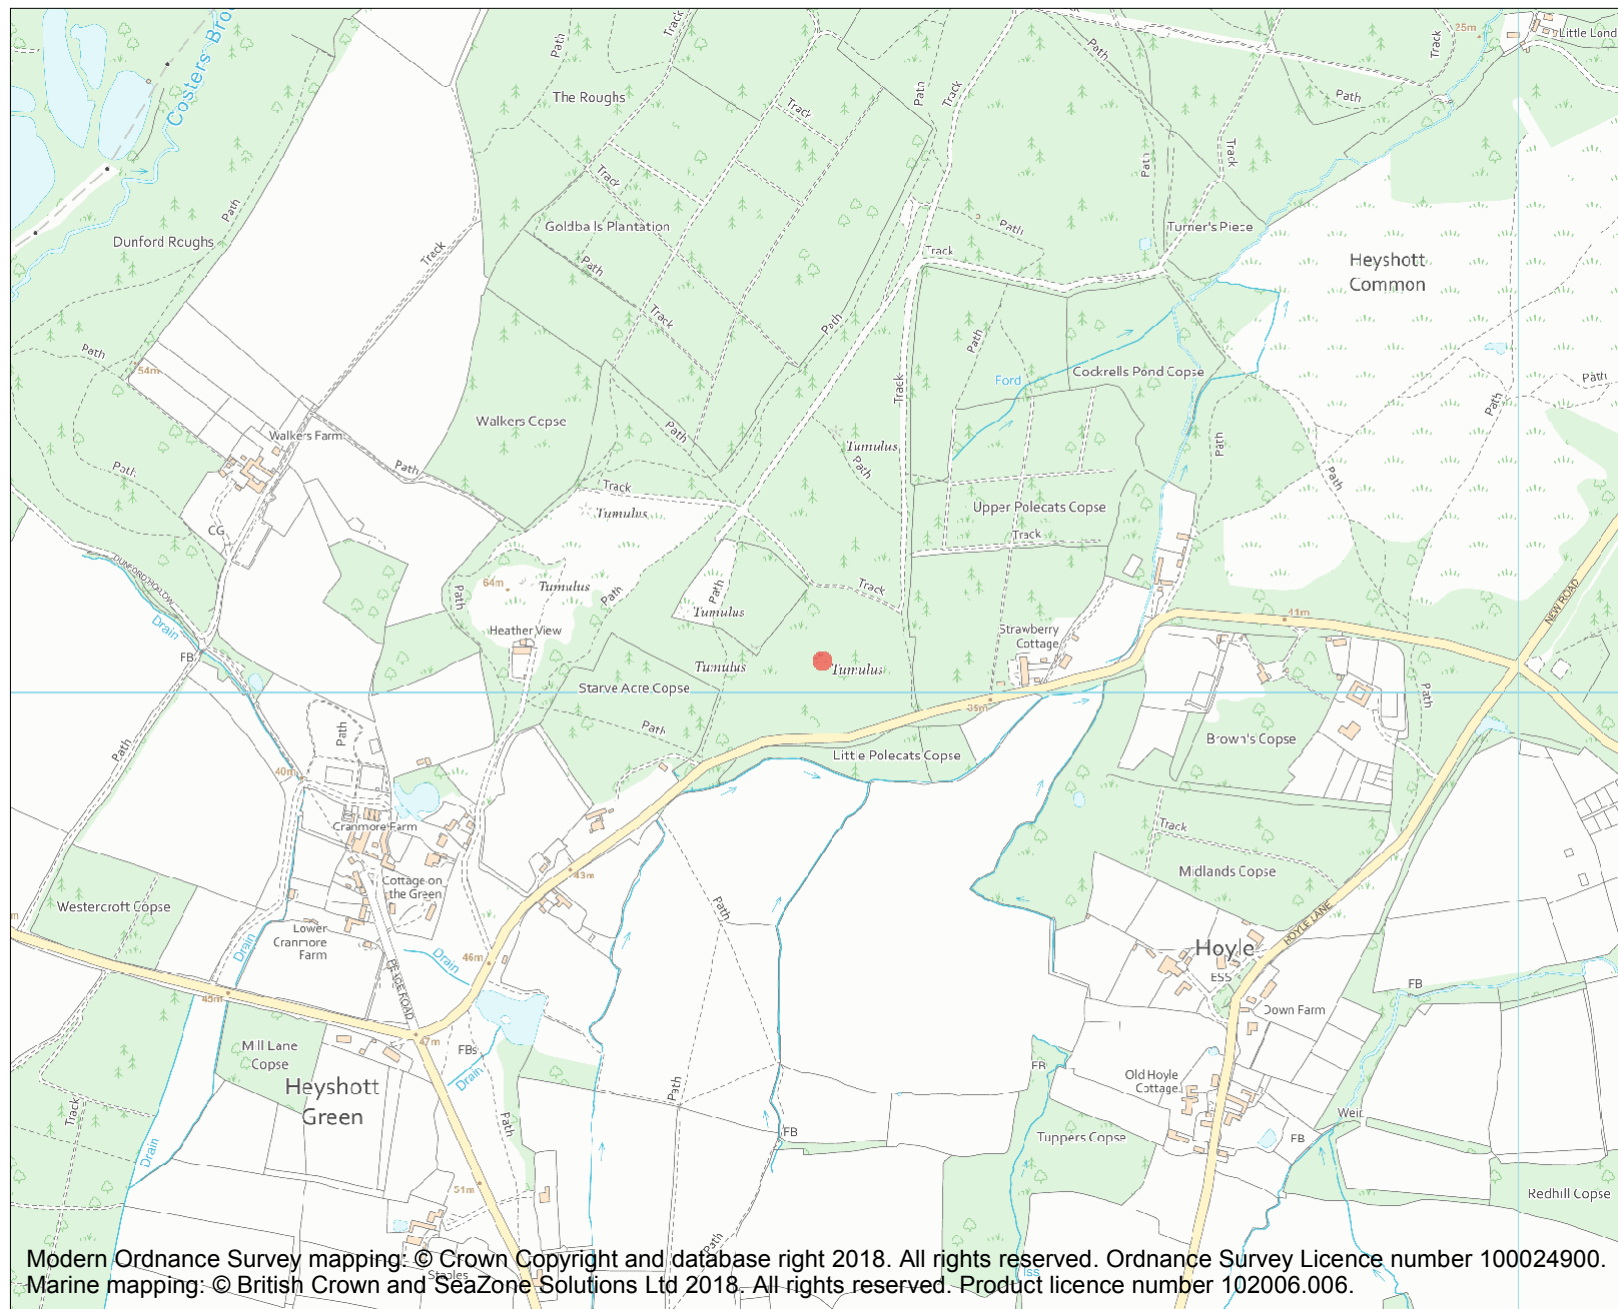 25m
Little Lond
Costers Bro
Track
Path
Path
Track
Path
Track
The Roughs
Path
Track
Track
Path
Track
Path
Dunford Roughs
Goldballs Plantation
Path
Turner's Piece
Track
Track
Path
Heyshott
Common
Track
Path
Path
Path
54m
Ford
Cockrells Pond Copse
Path
Track
Path
Walkers Copse
Walkers Farm
Path
Tumulus
Path
Path
Path
Path
Path
Track
Tumulus
Upper Polecats Copse
CG
Track
Drain
64m
Tumulus
Path
Path
Path
Track
Tumulus
NEW ROAD
41m
FB
Heather View
Strawberry
Cottage
Tumulus
Tumulus
Starve Acre Copse
Path
35m
Path
Path
Path
Brown's Copse
Little Polecats Copse
40m
Cranmore Farm
Track
43m
Midlands Copse
Cottage on
the Green
Westercroft Copse
Path
HOYLE LANE
Lower
Cranmore
Farm
Drain
Drain
46m
Hoyle
ESS
PEACE ROAD
FB
45m
Down Farm
47m
Mill Lane
Copse
FBs
Drain
FB
Old Hoyle
Cottage
Heyshott
Green
Path
Track
Path
Weir
FB
FB
Tuppers Copse
Drain
51m
Redhill Copse
Path
Modern Ordnance Survey mapping: © Crown Copyright and database right 2018. All rights reserved. Ordnance Survey Licence number 100024900.
Staples
Iss
Marine mapping: © British Crown and SeaZone Solutions Ltd 2018. All rights reserved. Product licence number 102006.006.